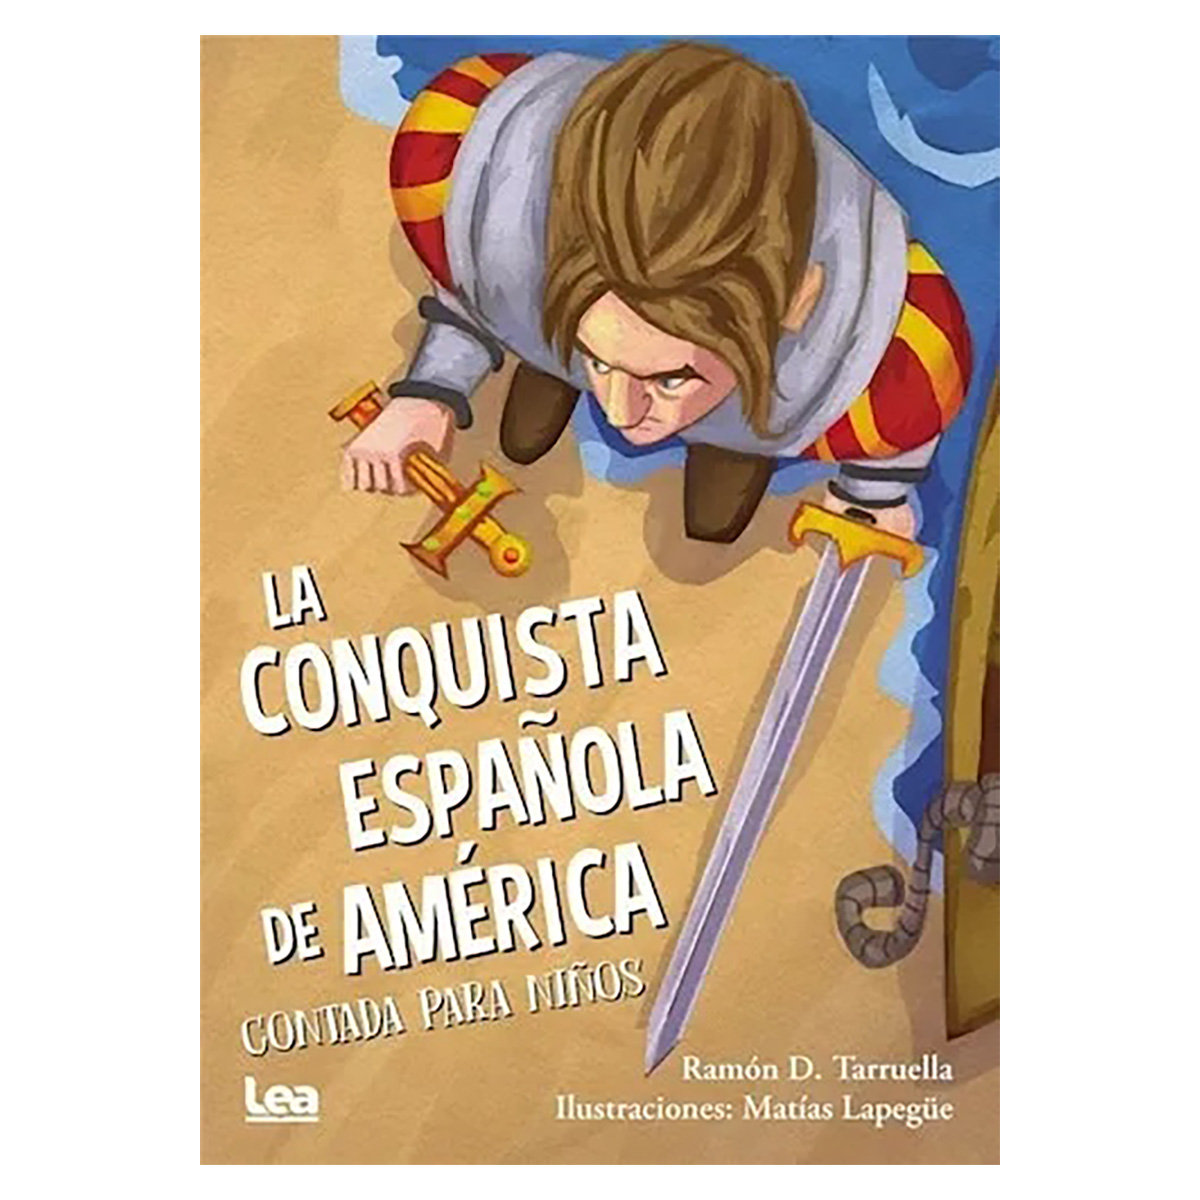 LA
CONQUISTA
ESPAÑOLA
DE AMÉRICA
CONTADA PARA NIÑOS
Lea
Ramón D. Tarruella
Ilustraciones: Matías Lapegüe